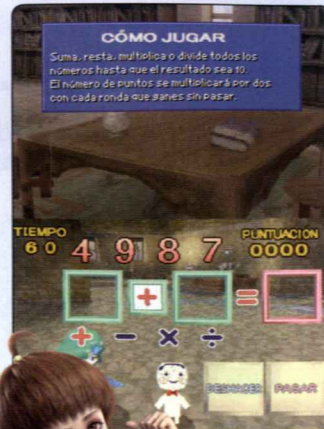 CÓMO JUGAR
Suma, resta, multiplica o divide todos los
números hasta que el resultado sea 10.
El número de puntos se multiplicará por dos
con cada ronda que ganes sin pasar.
TIEMPO
60
4 9 8 7
PUNTUACION
0000
+ =
+ − × ÷
DESHACER
PASAR